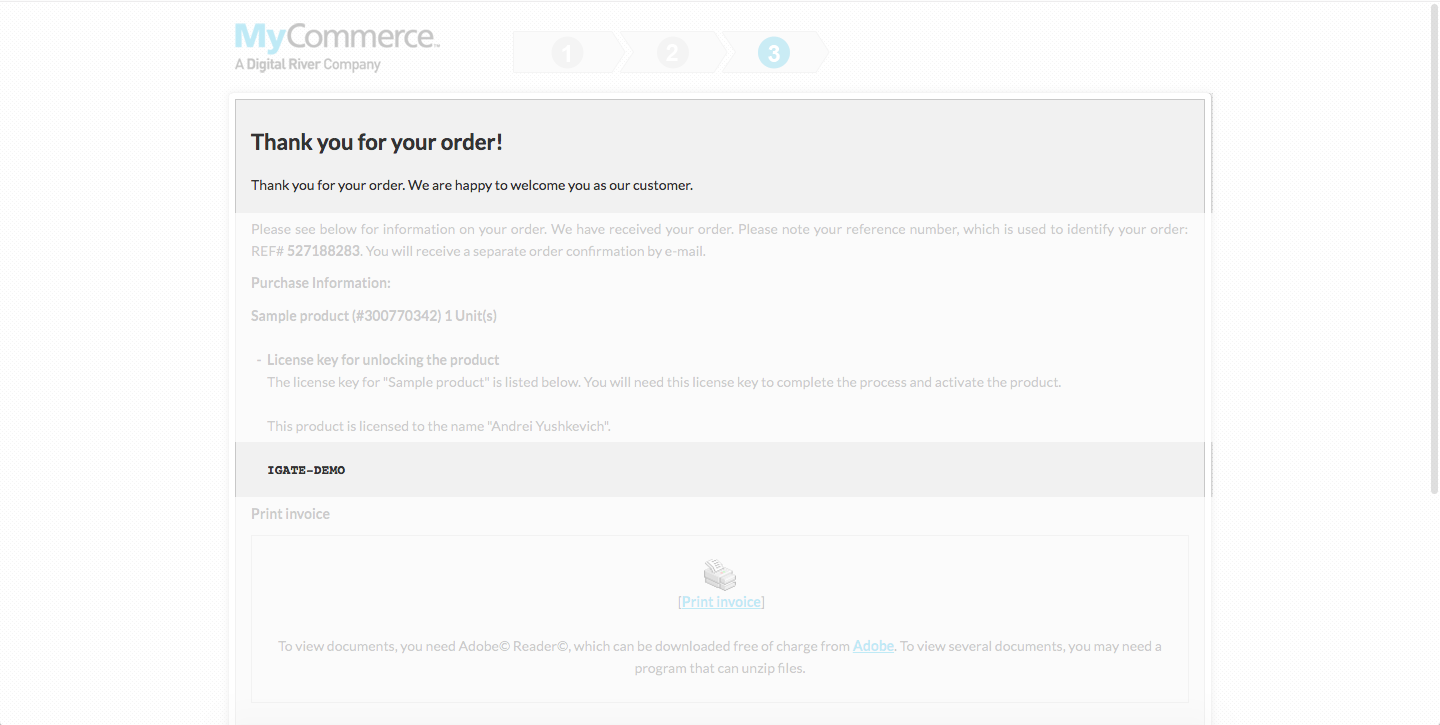 MyCommerce™
A Digital River Company
1 2 3
Thank you for your order!
Thank you for your order. We are happy to welcome you as our customer.
Please see below for information on your order. We have received your order. Please note your reference number, which is used to identify your order:
REF# 527188283. You will receive a separate order confirmation by e-mail.
Purchase Information:
Sample product (#300770342) 1 Unit(s)
- License key for unlocking the product
The license key for "Sample product" is listed below. You will need this license key to complete the process and activate the product.
This product is licensed to the name "Andrei Yushkevich".
IGATE-DEMO
Print invoice
[Print invoice]
To view documents, you need Adobe© Reader©, which can be downloaded free of charge from Adobe. To view several documents, you may need a
program that can unzip files.